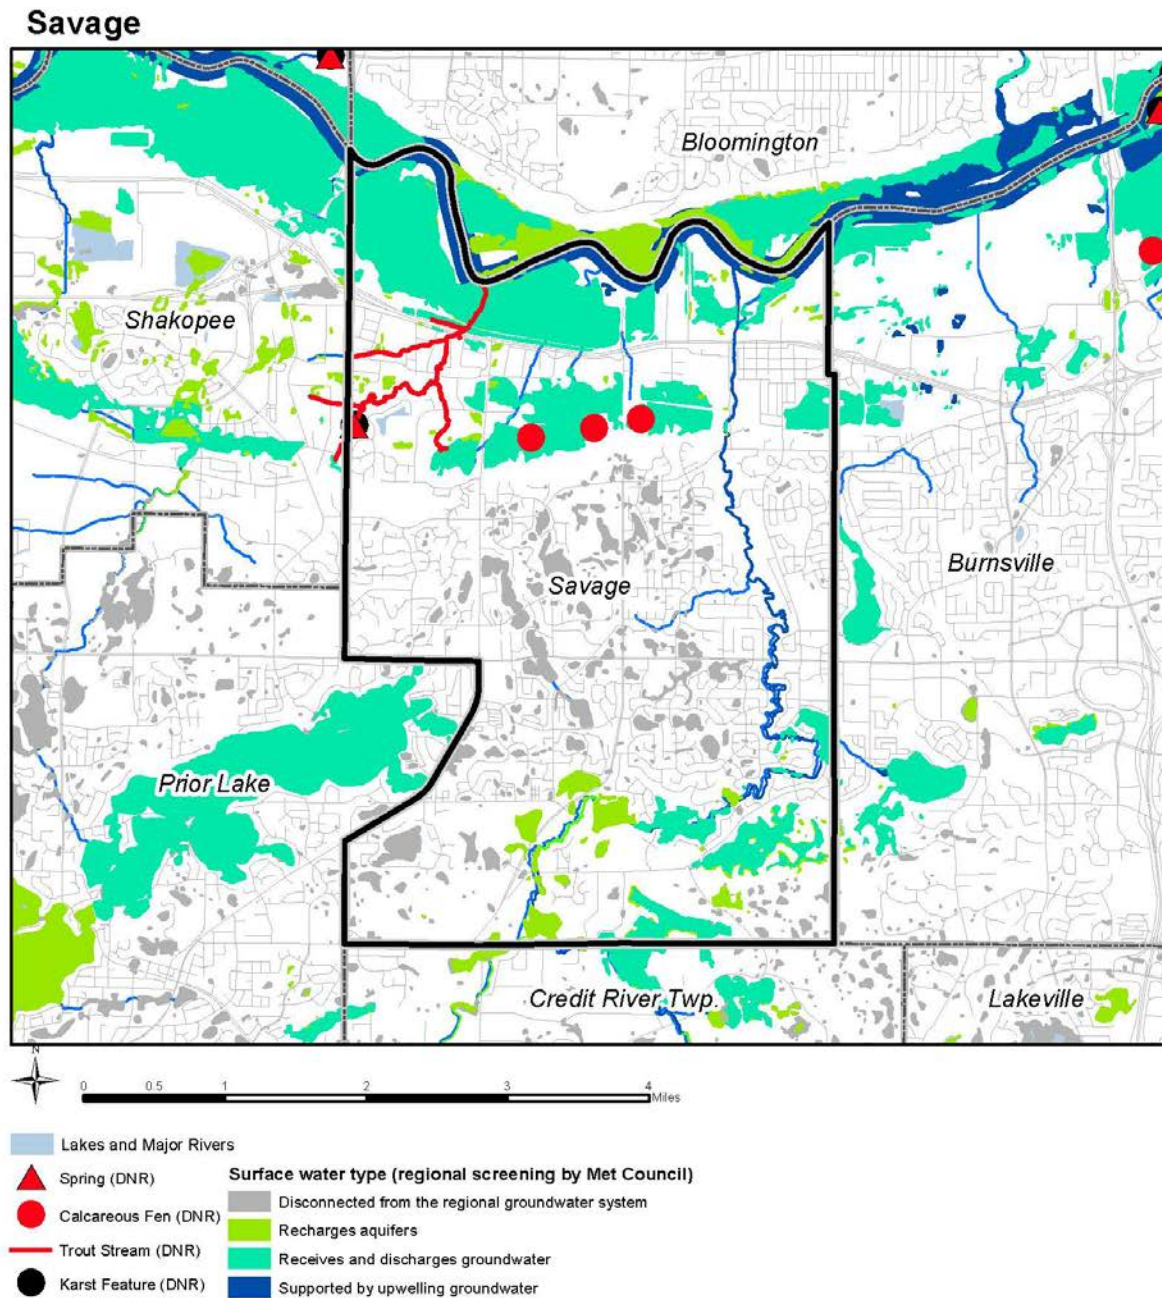 Savage
Bloomington
Shakopee
Savage
Burnsville
Prior Lake
Credit River Twp.
Lakeville
N
0 0.5 1 2 3 4
Miles
Lakes and Major Rivers
Spring (DNR)
Calcareous Fen (DNR)
Trout Stream (DNR)
Karst Feature (DNR)
Surface water type (regional screening by Met Council)
Disconnected from the regional groundwater system
Recharges aquifers
Receives and discharges groundwater
Supported by upwelling groundwater